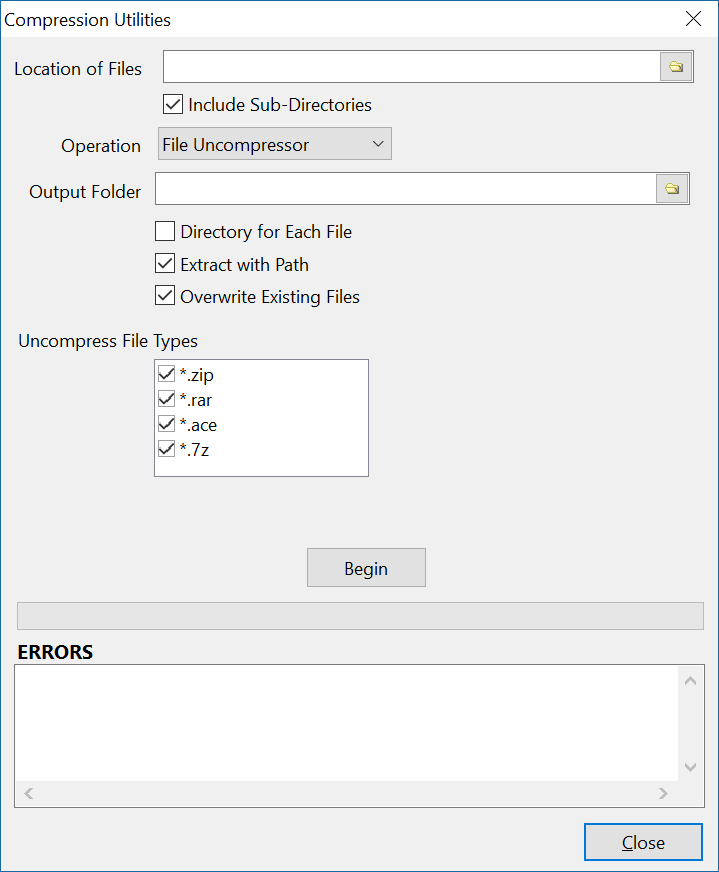 Compression Utilities
Location of Files
Include Sub-Directories
Operation File Uncompressor
Output Folder
Directory for Each File
Extract with Path
Overwrite Existing Files
Uncompress File Types
*.zip
*.rar
*.ace
*.7z
Begin
ERRORS
Close